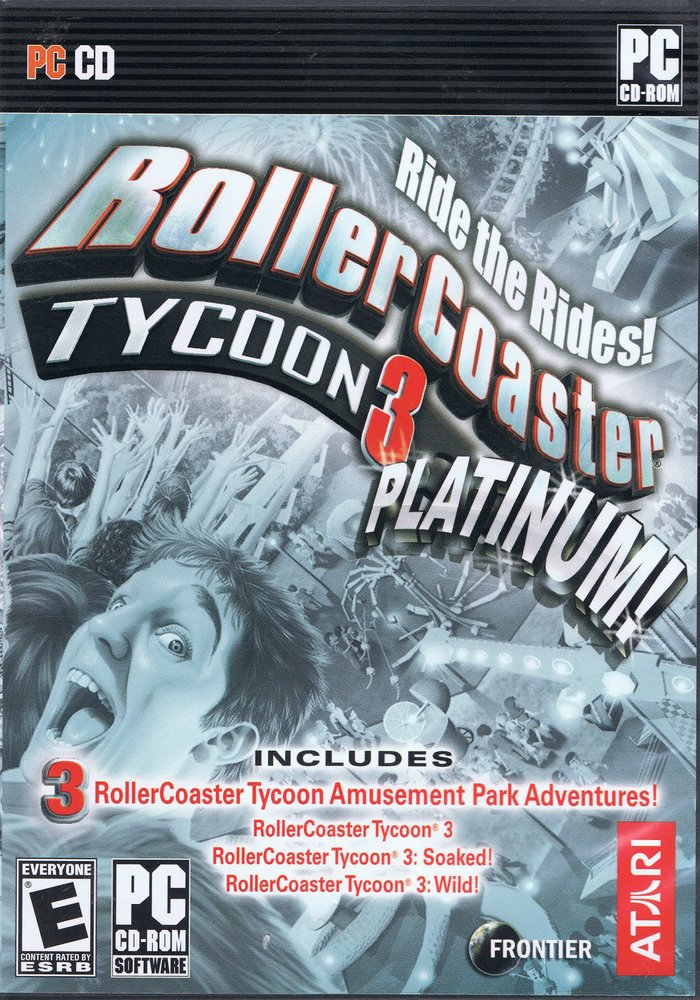 PC CD
PC
CD-ROM
Ride the Rides!
RollerCoaster®
TYCOON 3
PLATINUM!
INCLUDES
3 RollerCoaster Tycoon Amusement Park Adventures!
RollerCoaster Tycoon® 3
RollerCoaster Tycoon® 3: Soaked!
RollerCoaster Tycoon® 3: Wild!
EVERYONE
E®
CONTENT RATED BY
ESRB
PC
CD-ROM
SOFTWARE
FRONTIER
ATARI